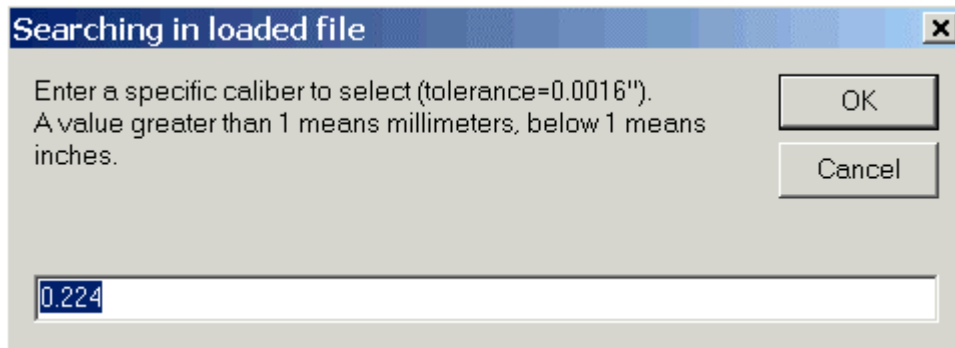 Searching in loaded file
Enter a specific caliber to select (tolerance=0.0016").
A value greater than 1 means millimeters, below 1 means
inches.
OK
Cancel
0.224